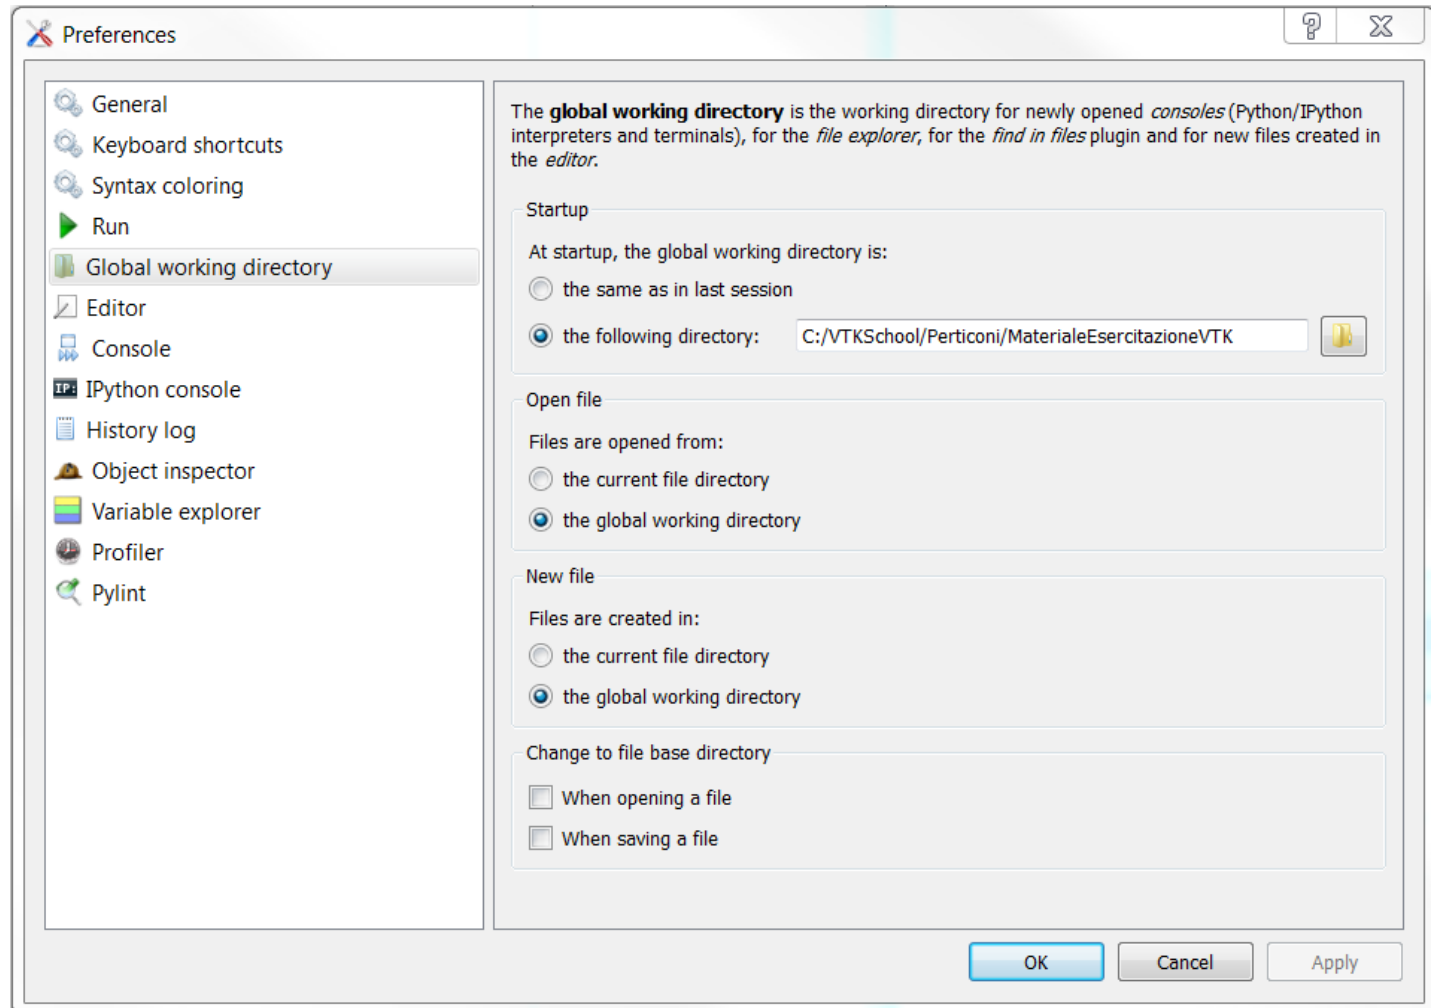 Preferences
General
Keyboard shortcuts
Syntax coloring
Run
Global working directory
Editor
Console
IP: IPython console
History log
Object inspector
Variable explorer
Profiler
Pylint
The global working directory is the working directory for newly opened consoles (Python/IPython
interpreters and terminals), for the file explorer, for the find in files plugin and for new files created in
the editor.
Startup
At startup, the global working directory is:
the same as in last session
the following directory: C:/VTKSchool/Perticoni/MaterialeEsercitazioneVTK
Open file
Files are opened from:
the current file directory
the global working directory
New file
Files are created in:
the current file directory
the global working directory
Change to file base directory
When opening a file
When saving a file
OK Cancel Apply